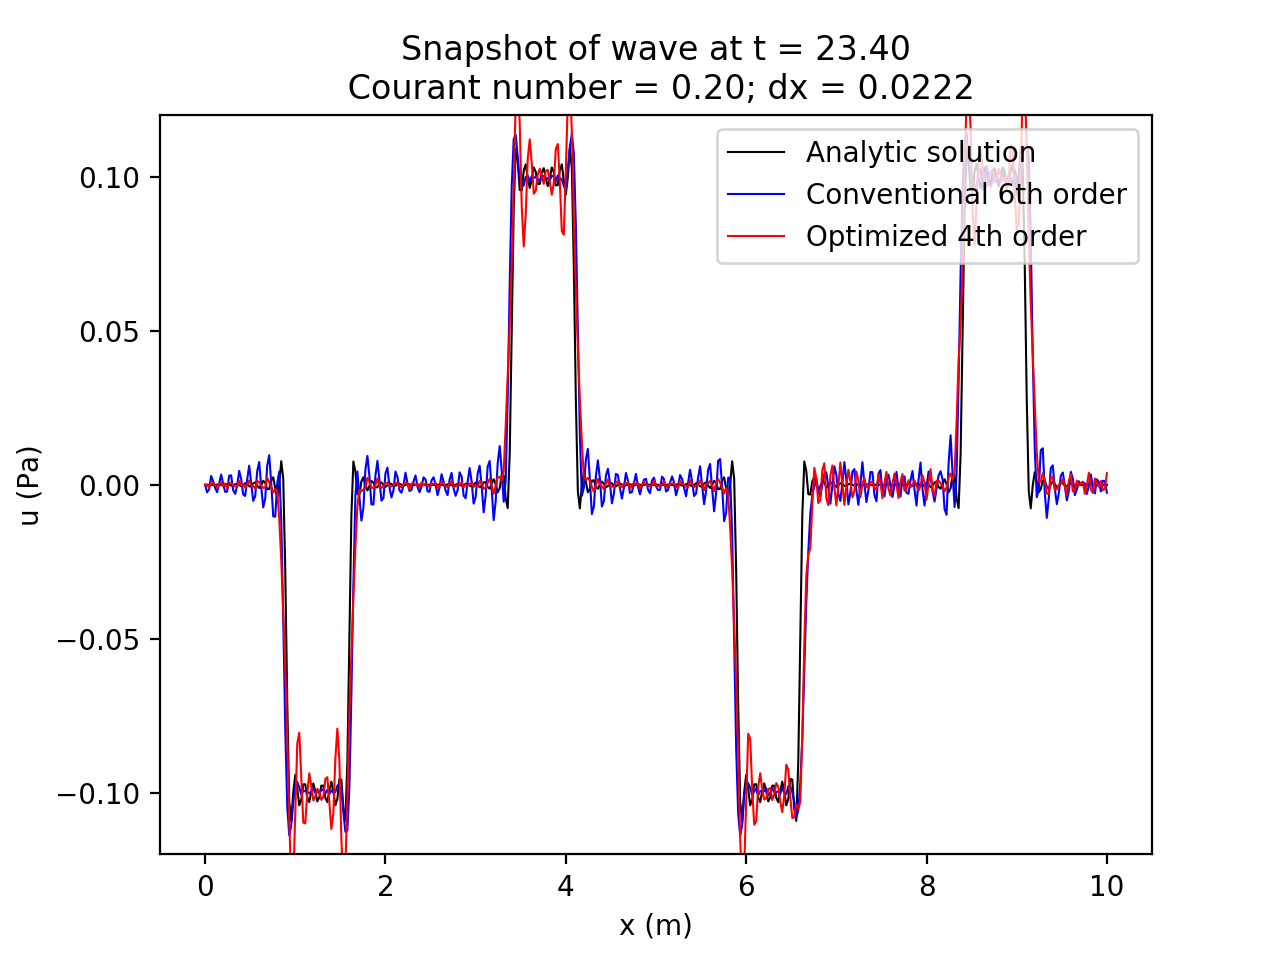 Snapshot of wave at t = 23.40
Courant number = 0.20; dx = 0.0222
Analytic solution
Conventional 6th order
Optimized 4th order
u (Pa)
0.10
0.05
0.00
−0.05
−0.10
0 2 4 6 8 10
x (m)